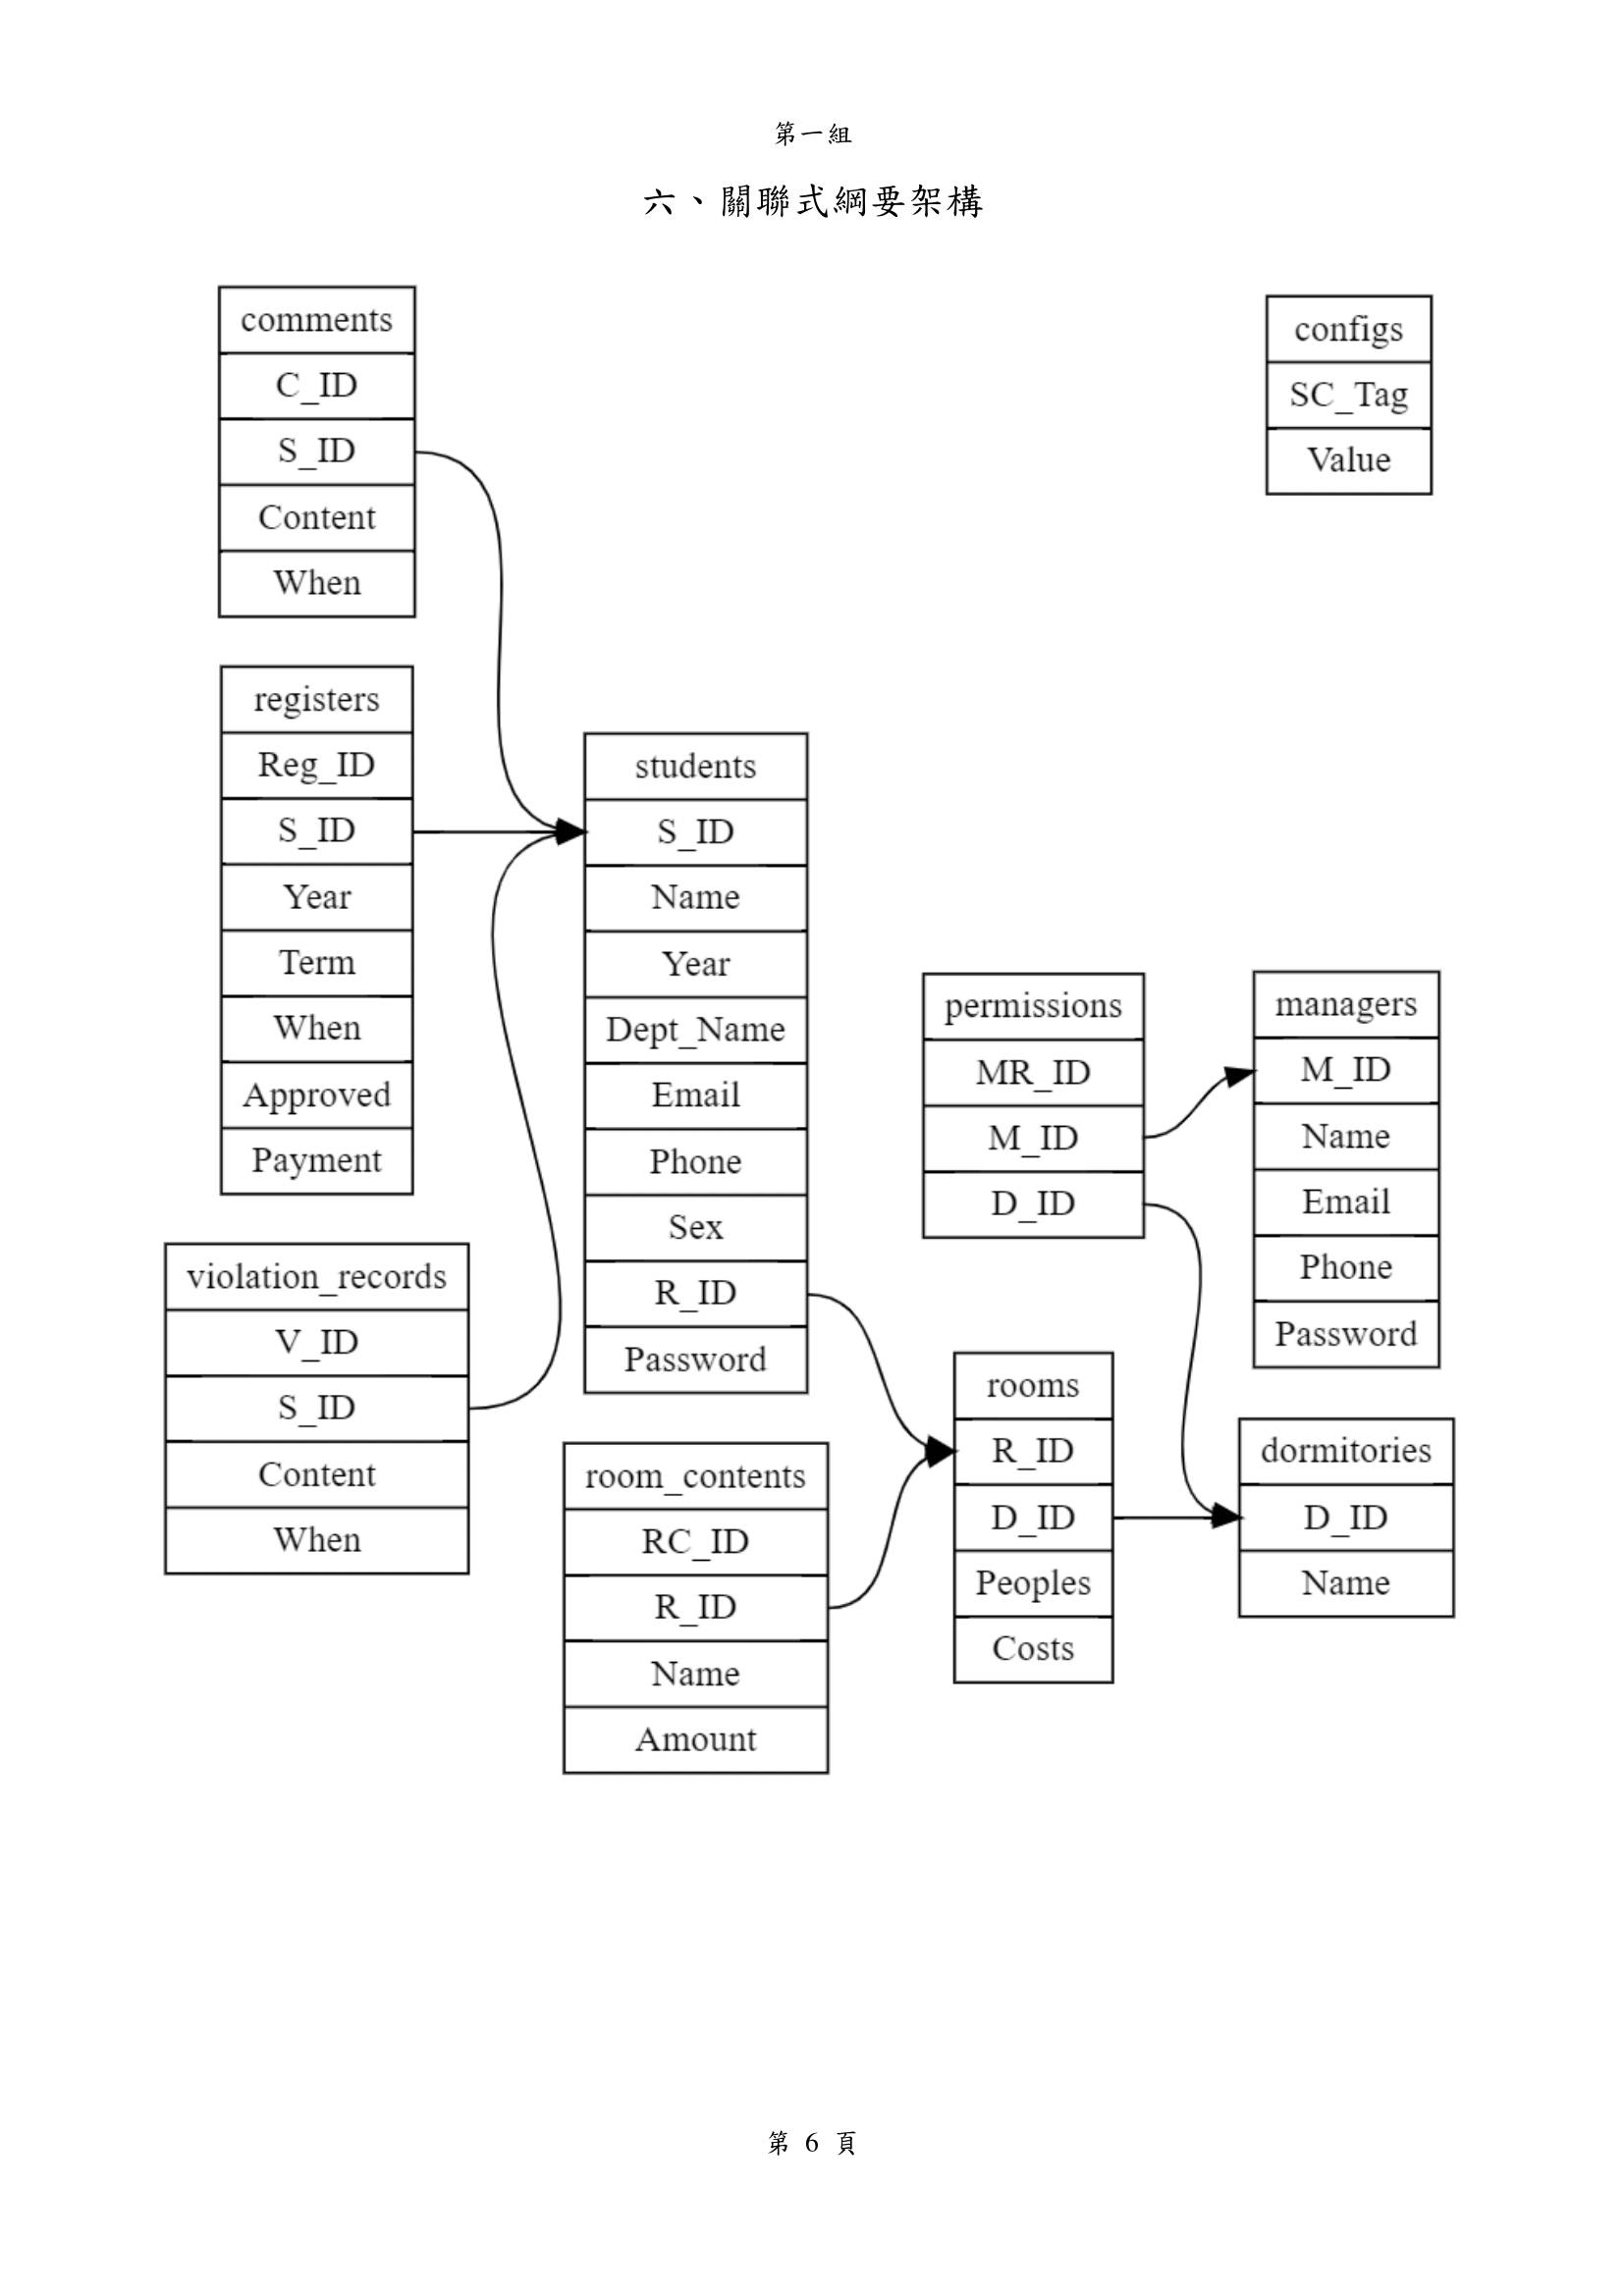 第一組
六、關聯式綱要架構
comments
C_ID
S_ID
Content
When
configs
SC_Tag
Value
registers
Reg_ID
S_ID
Year
Term
When
Approved
Payment
students
S_ID
Name
Year
Dept_Name
Email
Phone
Sex
R_ID
Password
permissions
MR_ID
M_ID
D_ID
managers
M_ID
Name
Email
Phone
Password
violation_records
V_ID
S_ID
Content
When
room_contents
RC_ID
R_ID
Name
Amount
rooms
R_ID
D_ID
Peoples
Costs
dormitories
D_ID
Name
第 6 頁